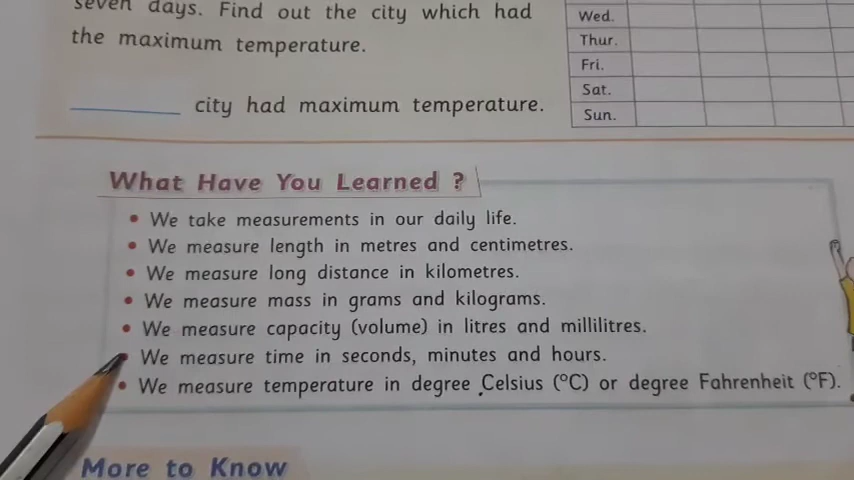 seven days. Find out the city which had
the maximum temperature.
city had maximum temperature.
Wed.
Thur.
Fri.
Sat.
Sun.
What Have You Learned ?
• We take measurements in our daily life.
• We measure length in metres and centimetres.
• We measure long distance in kilometres.
• We measure mass in grams and kilograms.
• We measure capacity (volume) in litres and millilitres.
• We measure time in seconds, minutes and hours.
• We measure temperature in degree Celsius (°C) or degree Fahrenheit (°F).
More to Know